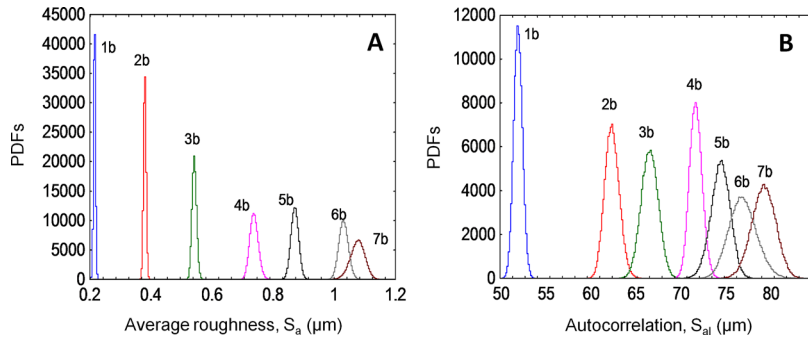 A
45000
40000
35000
30000
25000
20000
15000
10000
5000
0
PDFs
1b
2b
3b
4b
5b
6b
7b
0.2 0.4 0.6 0.8 1 1.2
Average roughness, Sa (µm)
B
12000
10000
8000
6000
4000
2000
0
PDFs
1b
2b
3b
4b
5b
6b
7b
50 55 60 65 70 75 80
Autocorrelation, Sal (µm)